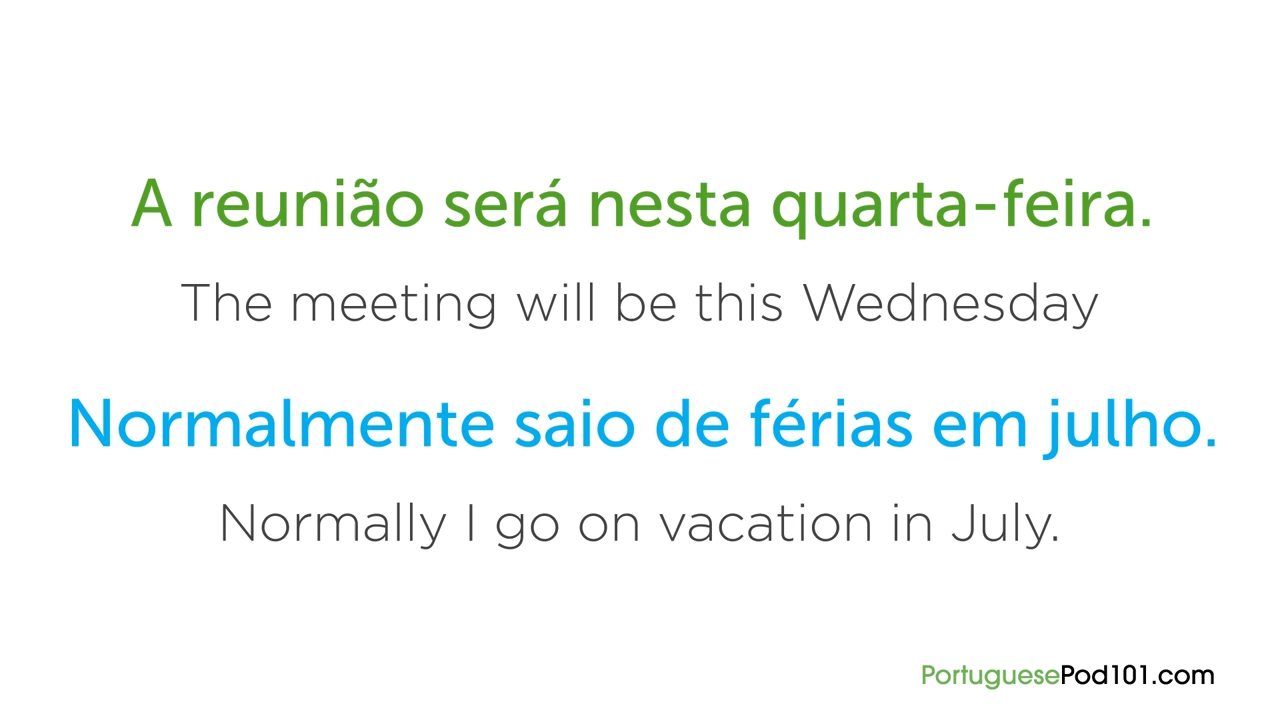 A reunião será nesta quarta-feira.
The meeting will be this Wednesday
Normalmente saio de férias em julho.
Normally I go on vacation in July.
PortuguesePod101.com